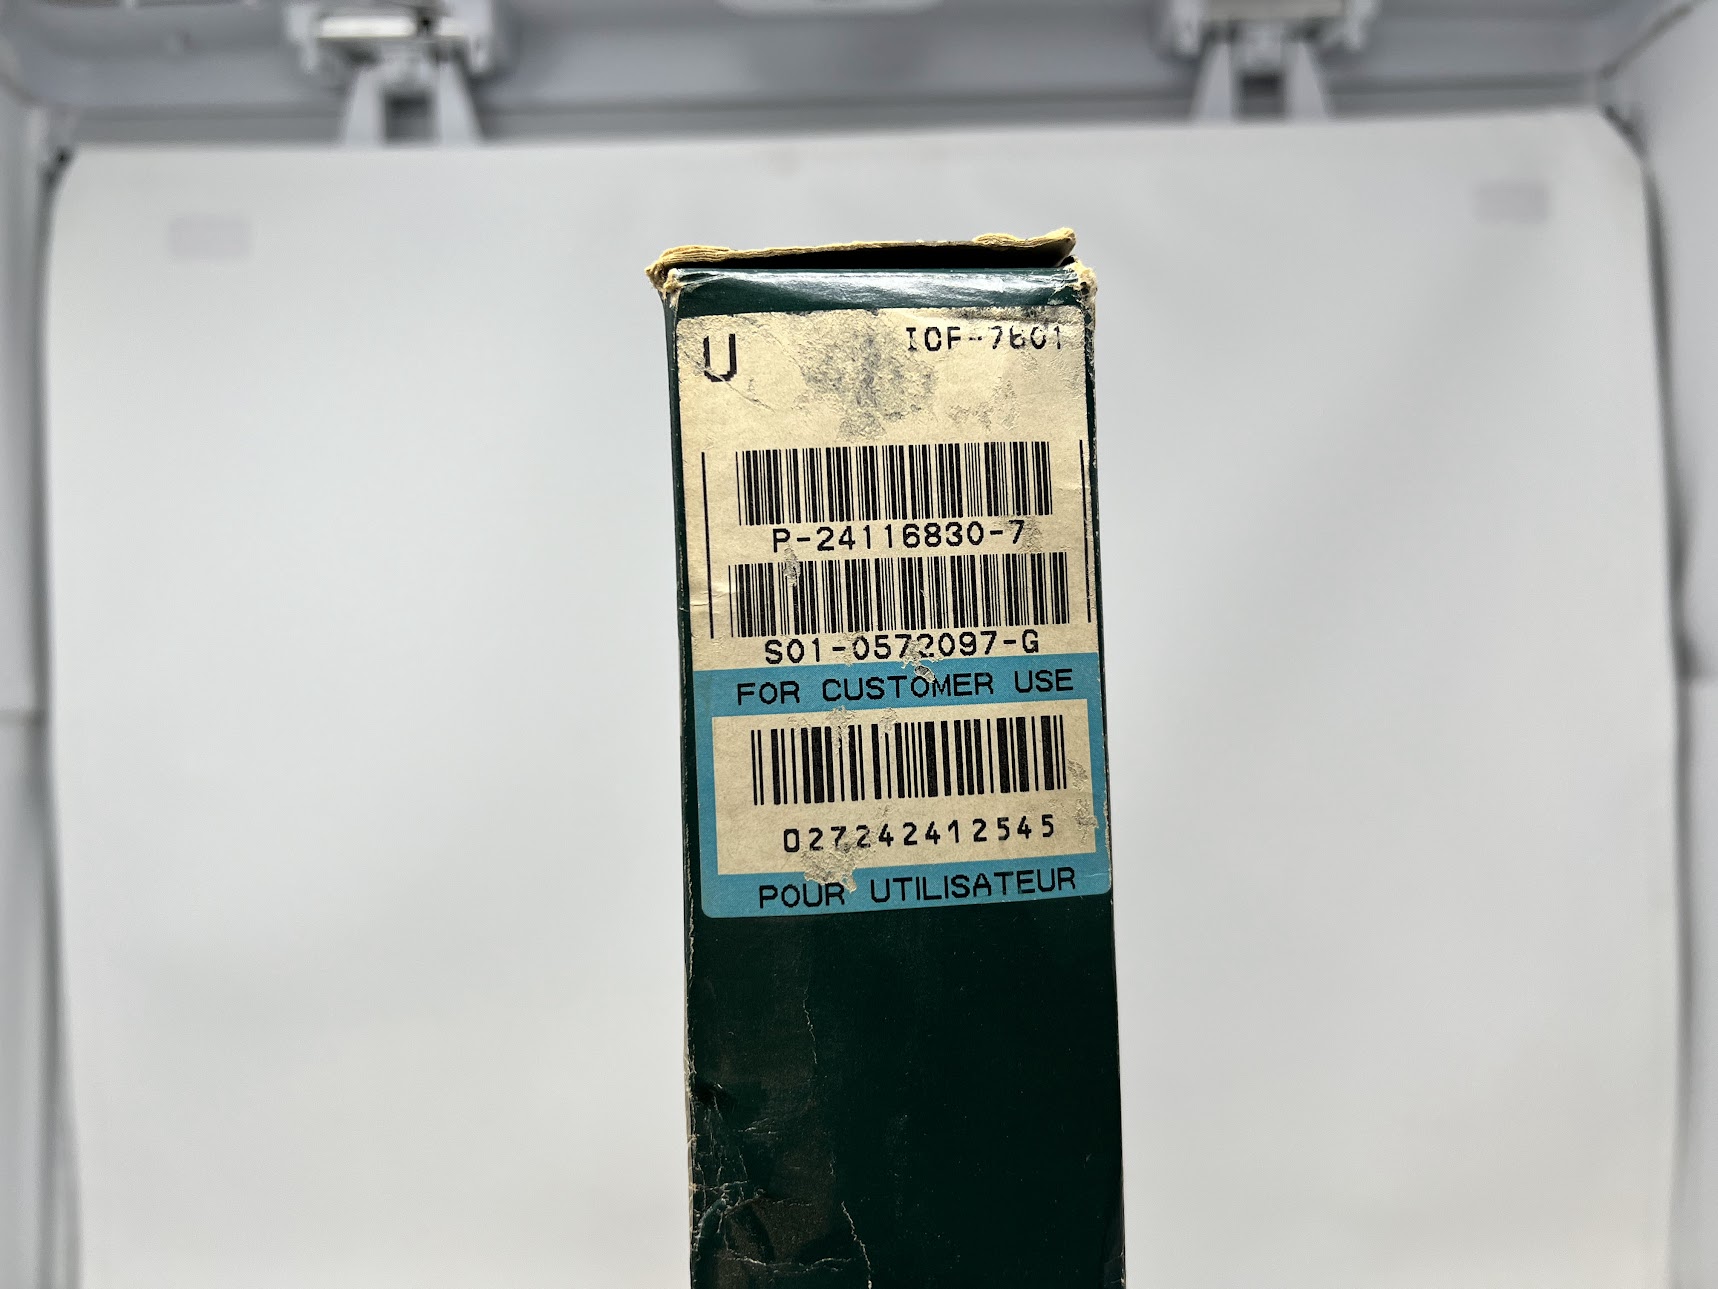 U ICF-7601
P-24116830-7
S01-0572097-G
FOR CUSTOMER USE
027242412545
POUR UTILISATEUR